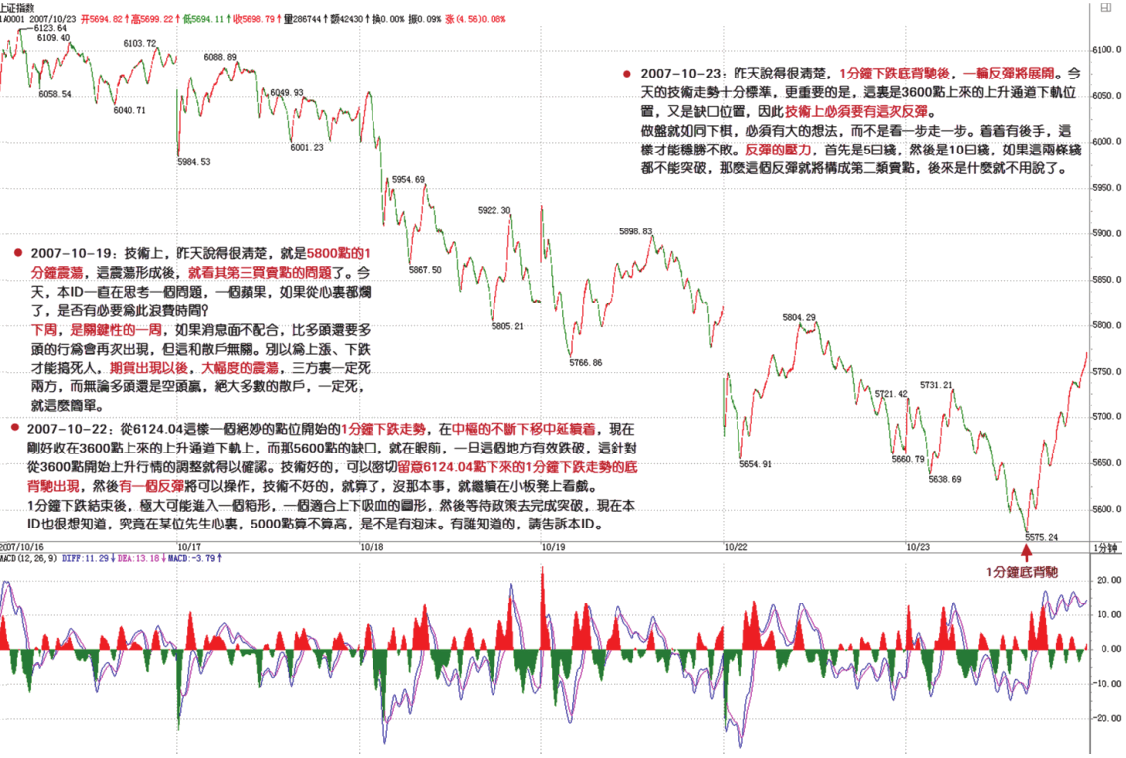 上证指数
1A0001 2007/10/23 开5694.82↑高5699.22↑低5694.11↑收5698.79↑量286744↑额42430↑换0.00% 振0.09% 涨(4.56)0.08%
6123.64
6109.40
6103.72
6088.89
6058.54
6040.71
6049.93
6001.23
5984.53
6100.0
6050.0
6000.0
5950.0
5900.0
5850.0
5800.0
5750.0
5700.0
5650.0
5600.0
● 2007-10-23：昨天說得很清楚，1分鐘下跌底背馳後，一輪反彈將展開。今
天的技術走勢十分標準，更重要的是，這裏是3600點上來的上升通道下軌位
置，又是缺口位置，因此技術上必須要有這次反彈。
做盤就如同下棋，必須有大的想法，而不是看一步走一步。着着有後手，這
樣才能穩勝不敗。反彈的壓力，首先是5日綫，然後是10日綫，如果這兩條綫
都不能突破，那麼這個反彈就將構成第二類賣點，後來是什麼就不用說了。
5954.69
5922.30
5898.83
5867.50
5805.21
5766.86
5804.29
5721.42
5731.21
5654.91
5660.79
5638.69
5575.24
● 2007-10-19：技術上，昨天說得很清楚，就是5800點的1
分鐘震蕩，這震蕩形成後，就看其第三買賣點的問題了。今
天，本ID一直在思考一個問題，一個蘋果，如果從心裏都爛
了，是否有必要爲此浪費時間？
下周，是關鍵性的一周，如果消息面不配合，比多頭還要多
頭的行爲會再次出現，但這和散戶無關。別以爲上漲、下跌
才能搞死人，期貨出現以後，大幅度的震蕩，三方裏一定死
兩方，而無論多頭還是空頭贏，絕大多數的散戶，一定死，
就這麼簡單。
● 2007-10-22：從6124.04這樣一個絕妙的點位開始的1分鐘下跌走勢，在中樞的不斷下移中延續着，現在
剛好收在3600點上來的上升通道下軌上，而那5600點的缺口，就在眼前，一旦這個地方有效跌破，這針對
從3600點開始上升行情的調整就得以確認。技術好的，可以密切留意6124.04點下來的1分鐘下跌走勢的底
背馳出現，然後有一個反彈將可以操作，技術不好的，就算了，沒那本事，就繼續在小板凳上看戲。
1分鐘下跌結束後，極大可能進入一個箱形，一個適合上下吸血的圖形，然後等待政策去完成突破，現在本
ID也很想知道，究竟在某位先生心裏，5000點算不算高，是不是有泡沫。有誰知道的，請告訴本ID。
2007/10/16 10/17 10/18 10/19 10/22 10/23 1分钟
MACD(12,26,9) DIFF:11.29↓DEA:13.18↓MACD:-3.79↑
1分鐘底背馳
20.00
10.00
0.00
-10.00
-20.00